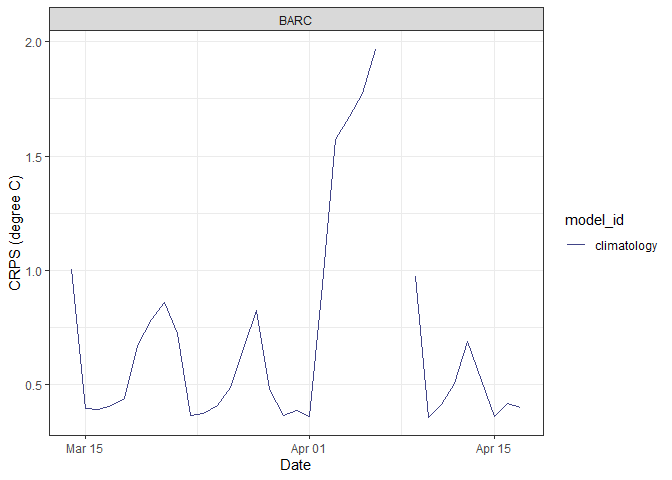 BARC
2.0
1.5
1.0
0.5
CRPS (degree C)
Mar 15
Apr 01
Apr 15
Date
model_id
climatology